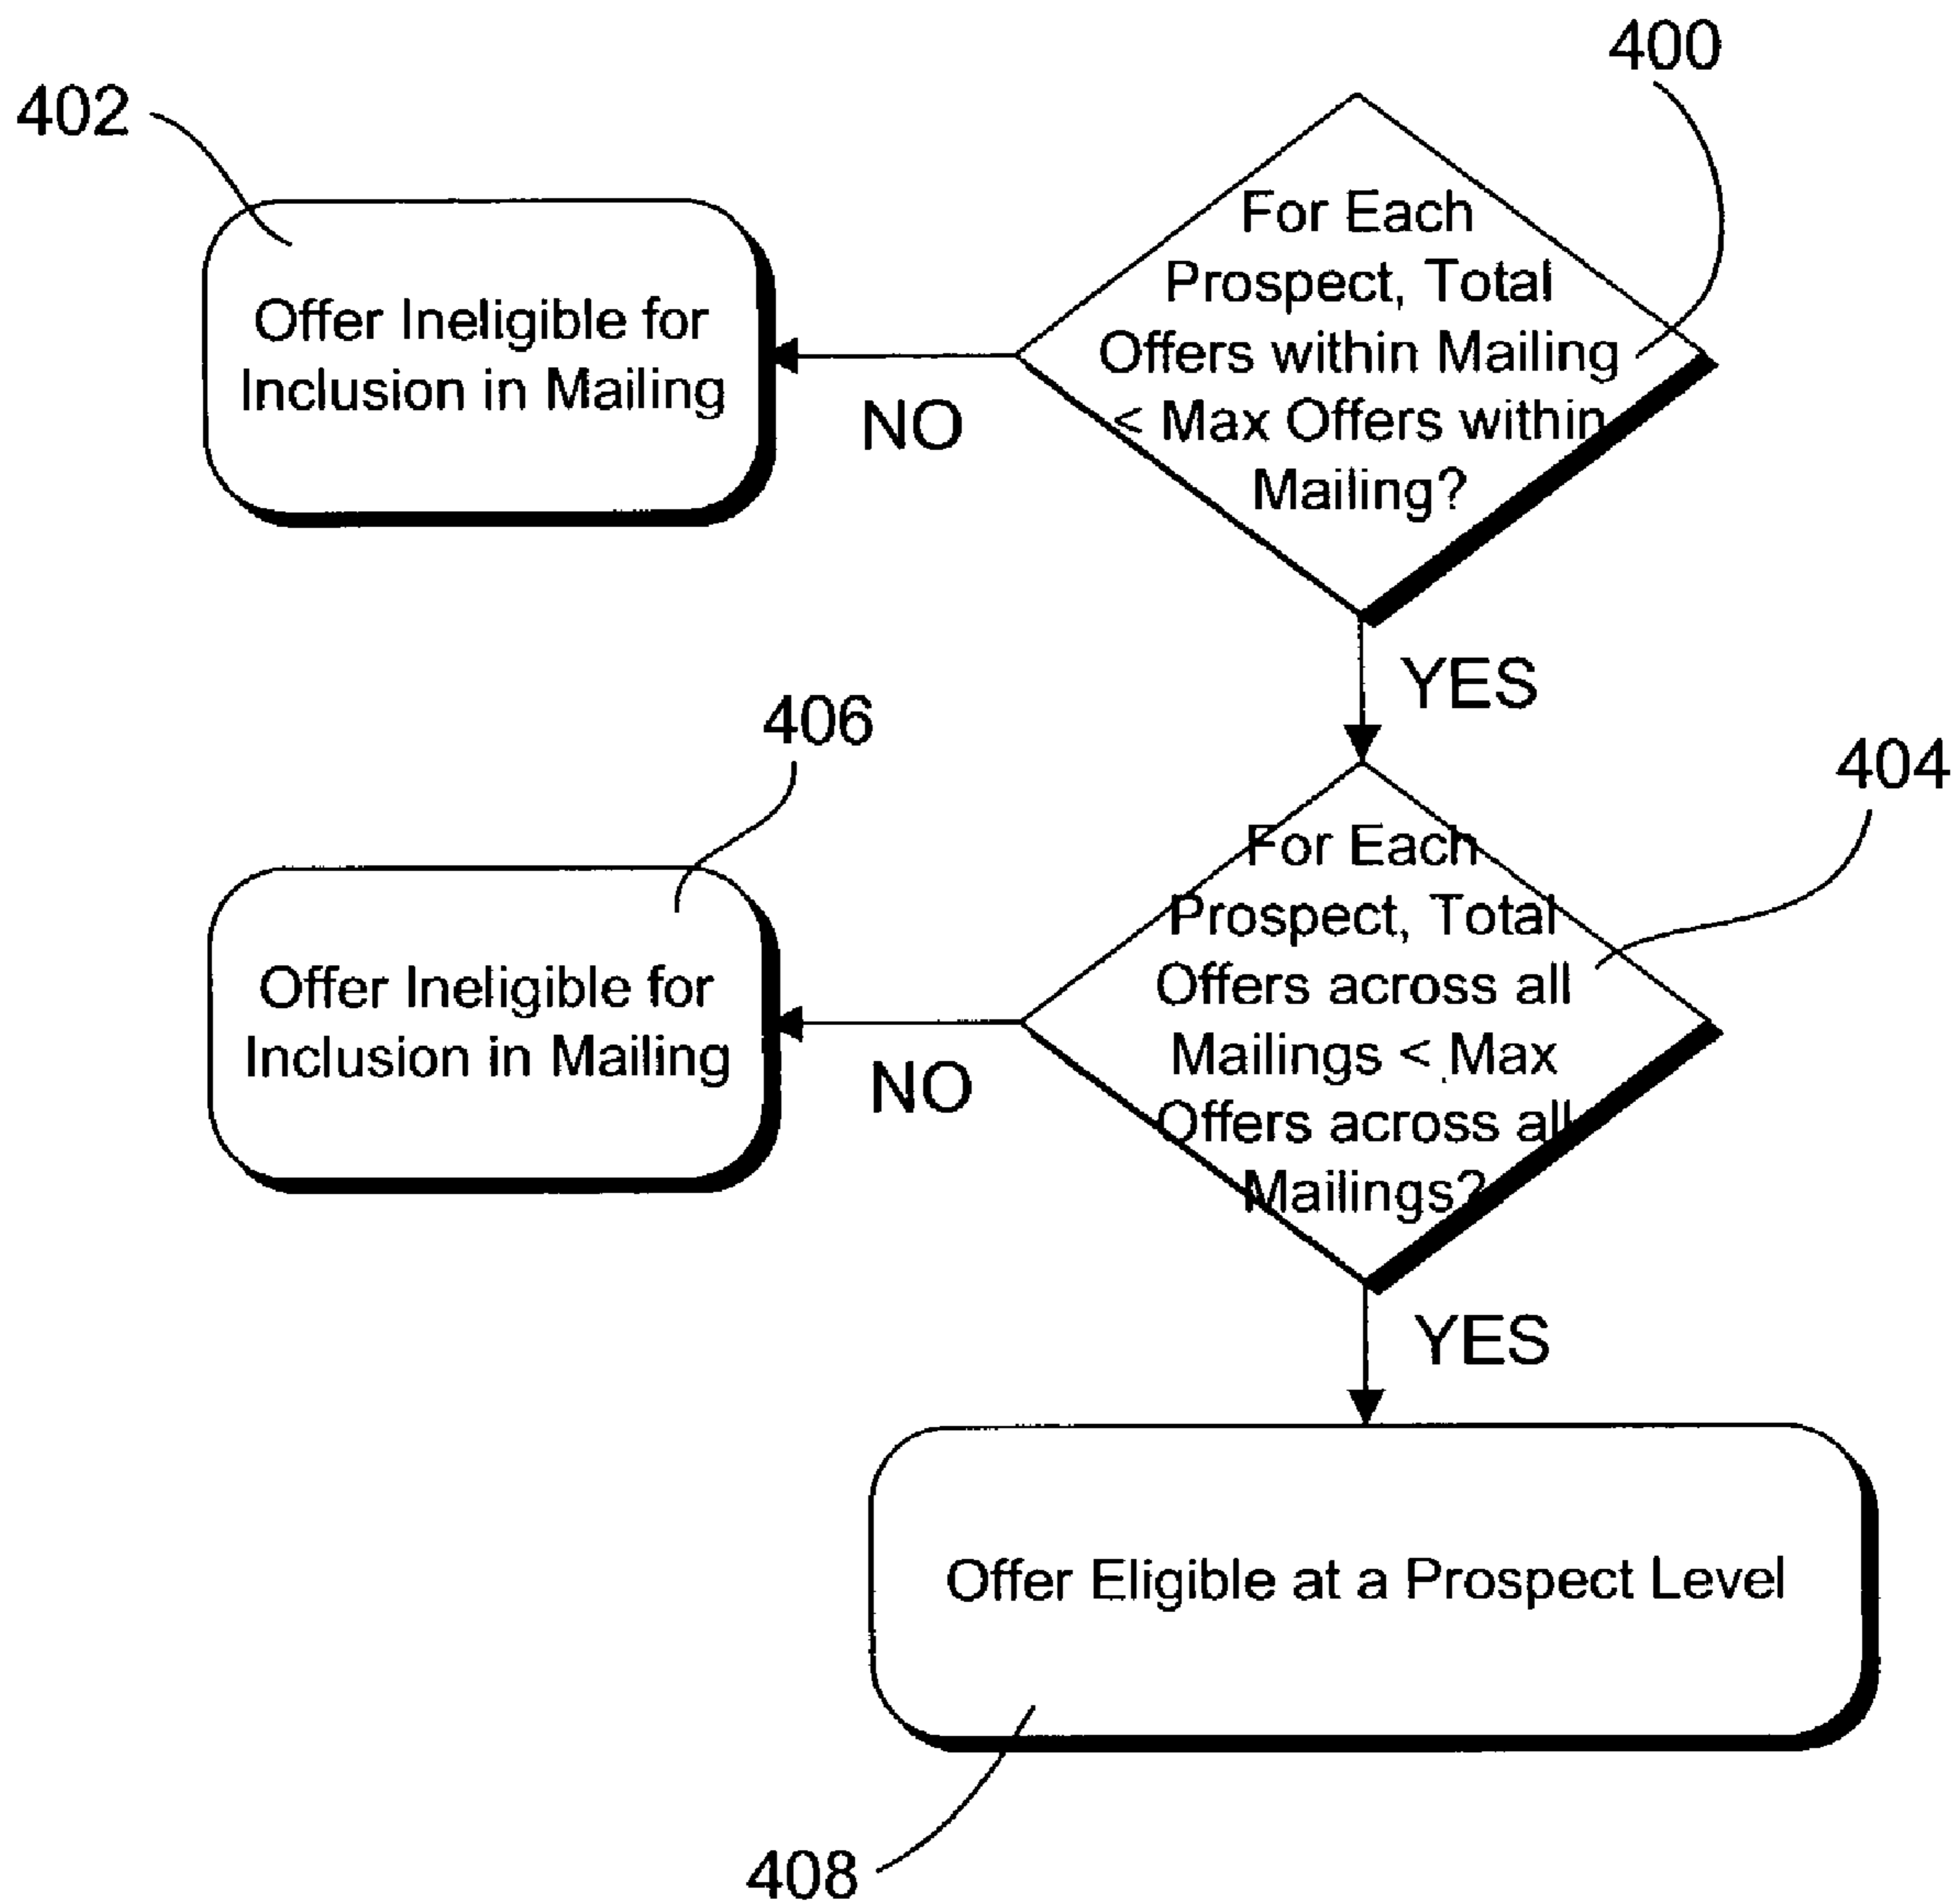 400
402
For Each
Prospect, Total
Offers within Mailing
< Max Offers within
Mailing?
Offer Ineligible for
Inclusion in Mailing
NO
YES
406
404
For Each
Prospect, Total
Offers across all
Mailings < Max
Offers across all
Mailings?
Offer Ineligible for
Inclusion in Mailing
NO
YES
Offer Eligible at a Prospect Level
408